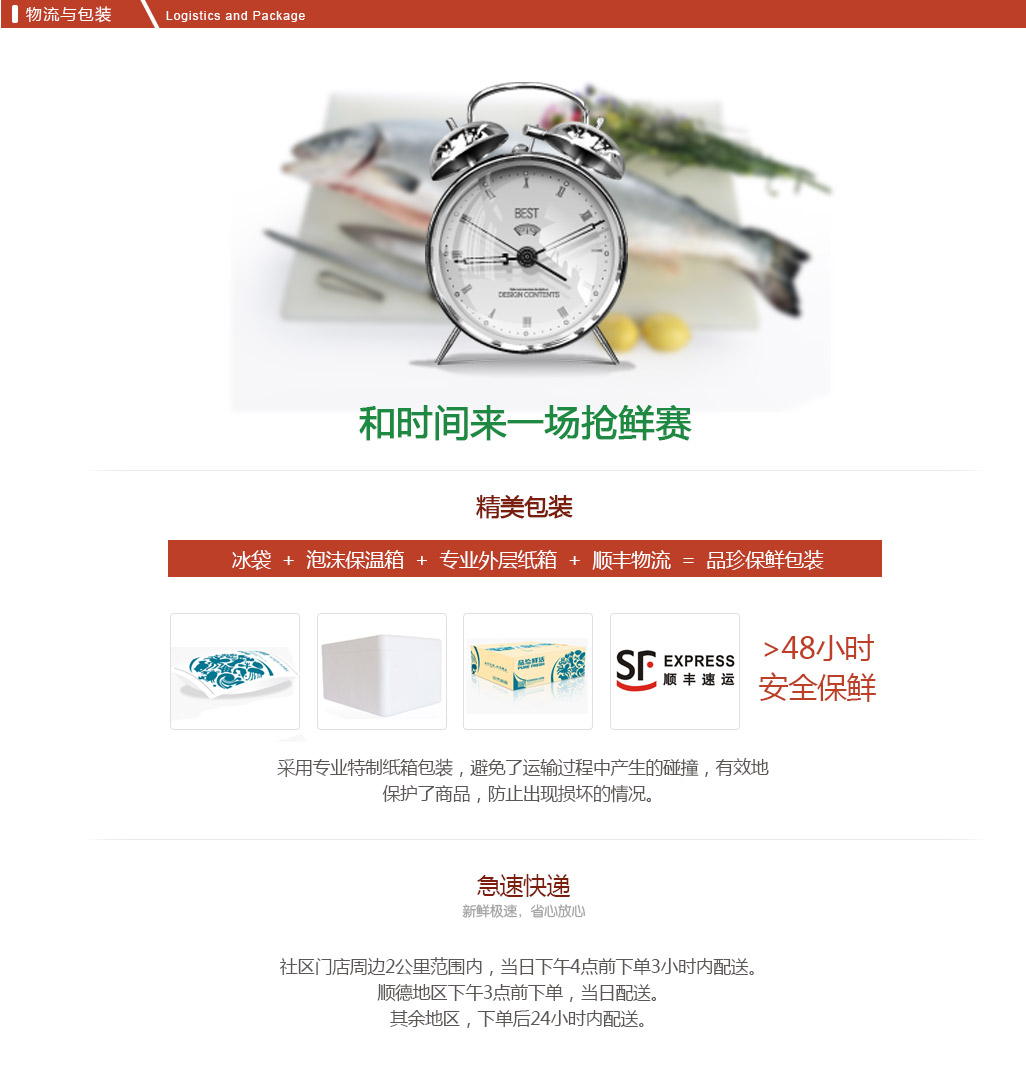 物流与包装
Logistics and Package
BEST
DESIGN CONTENTS
和时间来一场抢鲜赛
精美包装
冰袋 + 泡沫保温箱 + 专业外层纸箱 + 顺丰物流 = 品珍保鲜包装
品珍鲜活
PURE FRESH
SF EXPRESS
顺丰速运
>48小时
安全保鲜
采用专业特制纸箱包装，避免了运输过程中产生的碰撞，有效地
保护了商品，防止出现损坏的情况。
急速快递
新鲜极速，省心放心
社区门店周边2公里范围内，当日下午4点前下单3小时内配送。
顺德地区下午3点前下单，当日配送。
其余地区，下单后24小时内配送。